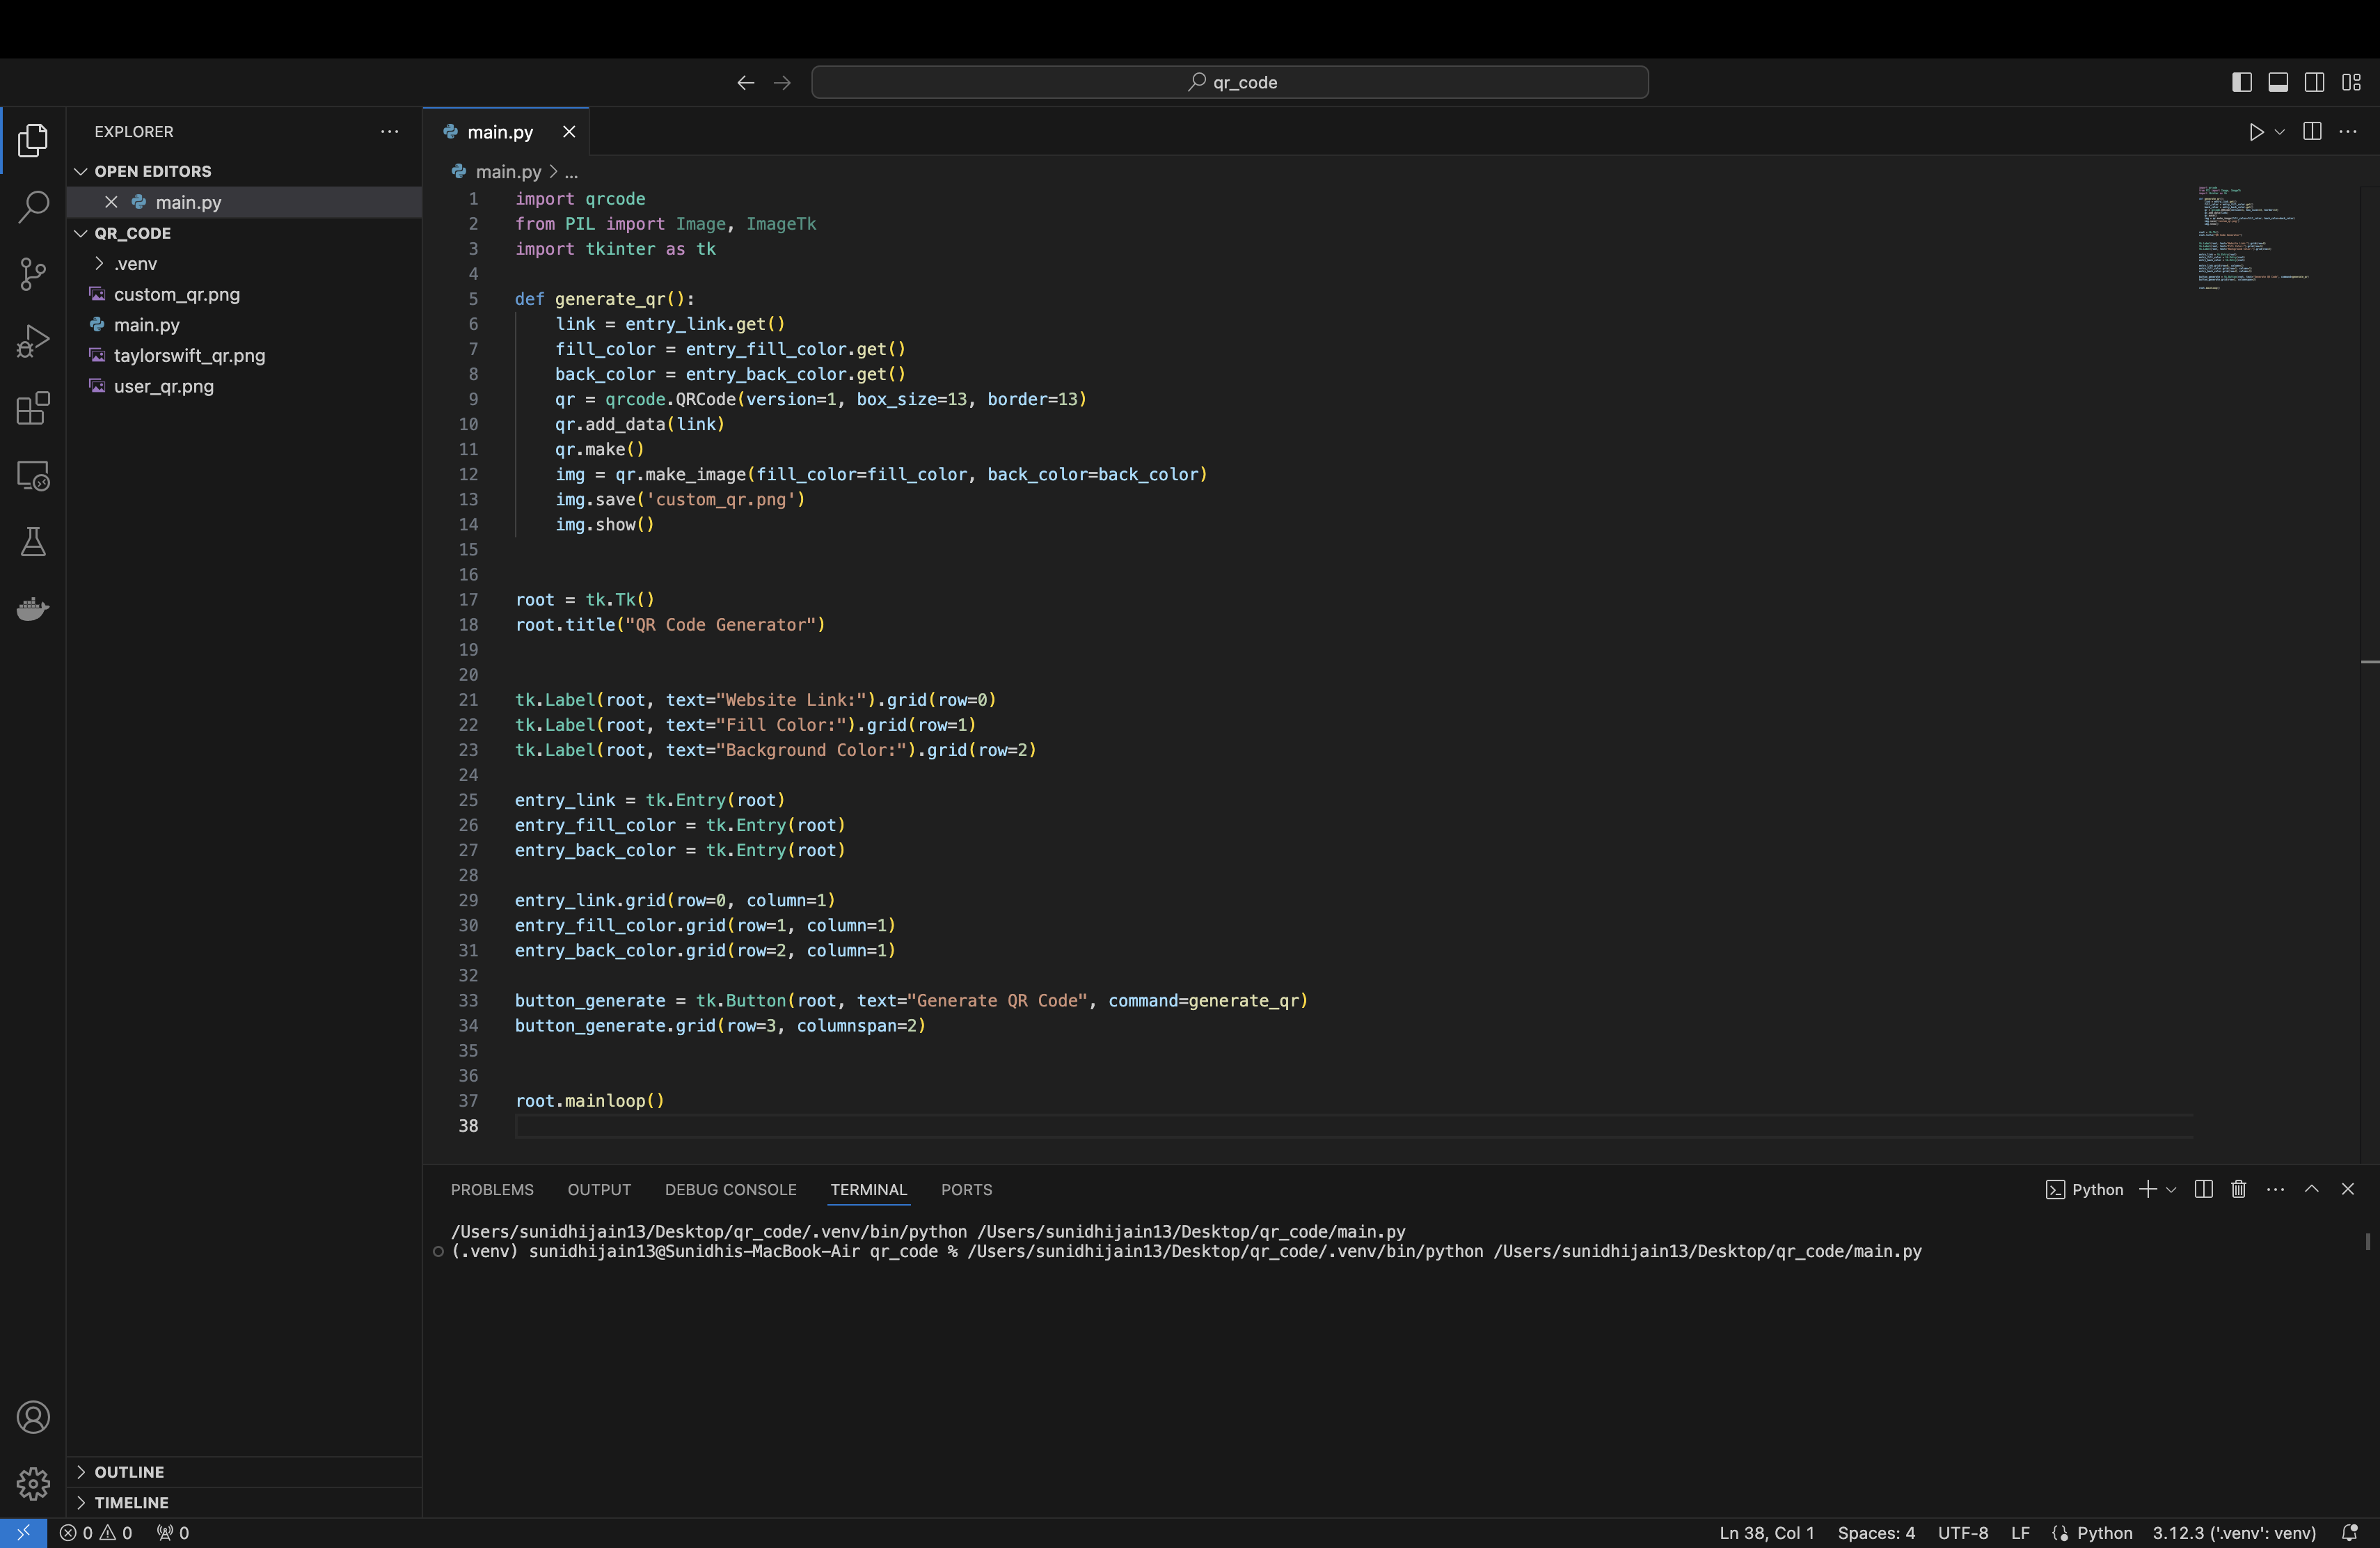 qr_code
EXPLORER
OPEN EDITORS
main.py
QR_CODE
.venv
custom_qr.png
main.py
taylorswift_qr.png
user_qr.png
OUTLINE
TIMELINE
main.py
main.py > ...
1 import qrcode
2 from PIL import Image, ImageTk
3 import tkinter as tk
4
5 def generate_qr():
6     link = entry_link.get()
7     fill_color = entry_fill_color.get()
8     back_color = entry_back_color.get()
9     qr = qrcode.QRCode(version=1, box_size=13, border=13)
10     qr.add_data(link)
11     qr.make()
12     img = qr.make_image(fill_color=fill_color, back_color=back_color)
13     img.save('custom_qr.png')
14     img.show()
15
16
17 root = tk.Tk()
18 root.title("QR Code Generator")
19
20
21 tk.Label(root, text="Website Link:").grid(row=0)
22 tk.Label(root, text="Fill Color:").grid(row=1)
23 tk.Label(root, text="Background Color:").grid(row=2)
24
25 entry_link = tk.Entry(root)
26 entry_fill_color = tk.Entry(root)
27 entry_back_color = tk.Entry(root)
28
29 entry_link.grid(row=0, column=1)
30 entry_fill_color.grid(row=1, column=1)
31 entry_back_color.grid(row=2, column=1)
32
33 button_generate = tk.Button(root, text="Generate QR Code", command=generate_qr)
34 button_generate.grid(row=3, columnspan=2)
35
36
37 root.mainloop()
38
PROBLEMS OUTPUT DEBUG CONSOLE TERMINAL PORTS Python
/Users/sunidhijain13/Desktop/qr_code/.venv/bin/python /Users/sunidhijain13/Desktop/qr_code/main.py
(.venv) sunidhijain13@Sunidhis-MacBook-Air qr_code % /Users/sunidhijain13/Desktop/qr_code/.venv/bin/python /Users/sunidhijain13/Desktop/qr_code/main.py
0 0 0 Ln 38, Col 1 Spaces: 4 UTF-8 LF Python 3.12.3 ('.venv': venv)